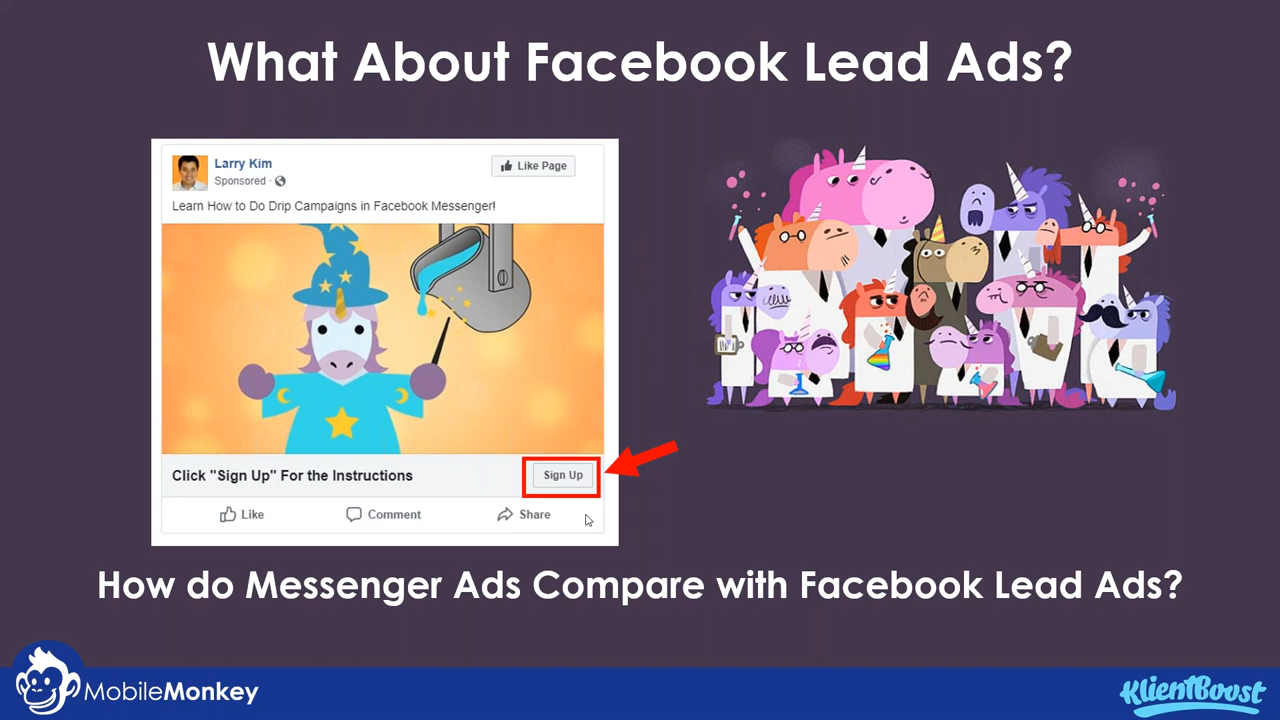 What About Facebook Lead Ads?
Larry Kim
Sponsored ·
Like Page
Learn How to Do Drip Campaigns in Facebook Messenger!
Click "Sign Up" For the Instructions
Sign Up
Like
Comment
Share
How do Messenger Ads Compare with Facebook Lead Ads?
MobileMonkey
KlientBoost